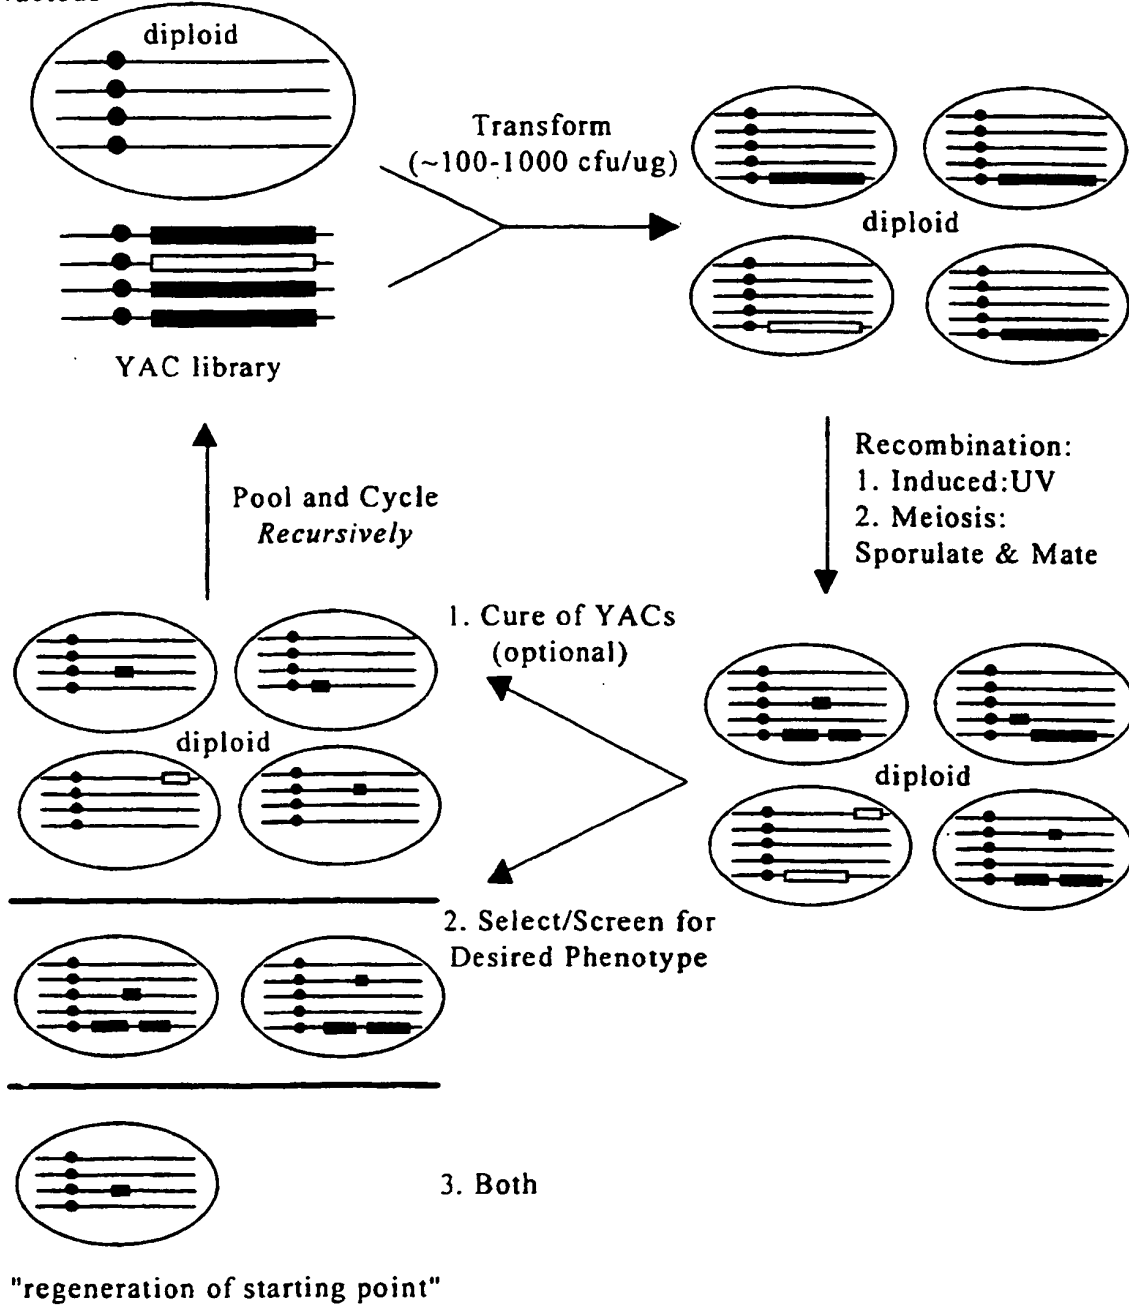 diploid
Transform
(~100-1000 cfu/ug)
diploid
YAC library
Recombination:
1. Induced:UV
2. Meiosis:
Sporulate & Mate
Pool and Cycle
Recursively
1. Cure of YACs
(optional)
diploid
diploid
2. Select/Screen for
Desired Phenotype
3. Both
"regeneration of starting point"